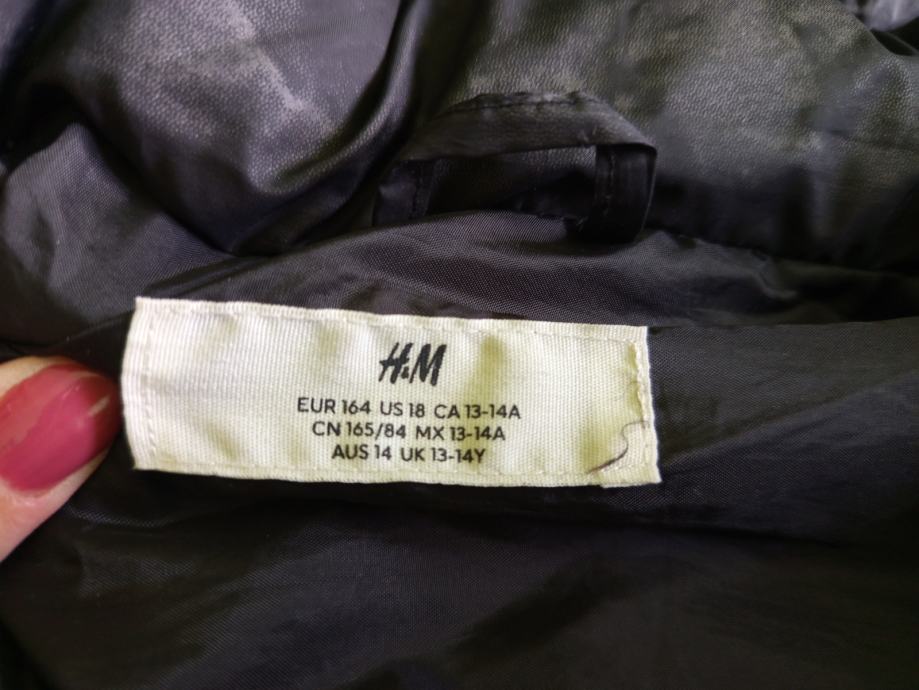 H&M
EUR 164 US 18 CA 13-14A
CN 165/84 MX 13-14A
AUS 14 UK 13-14Y